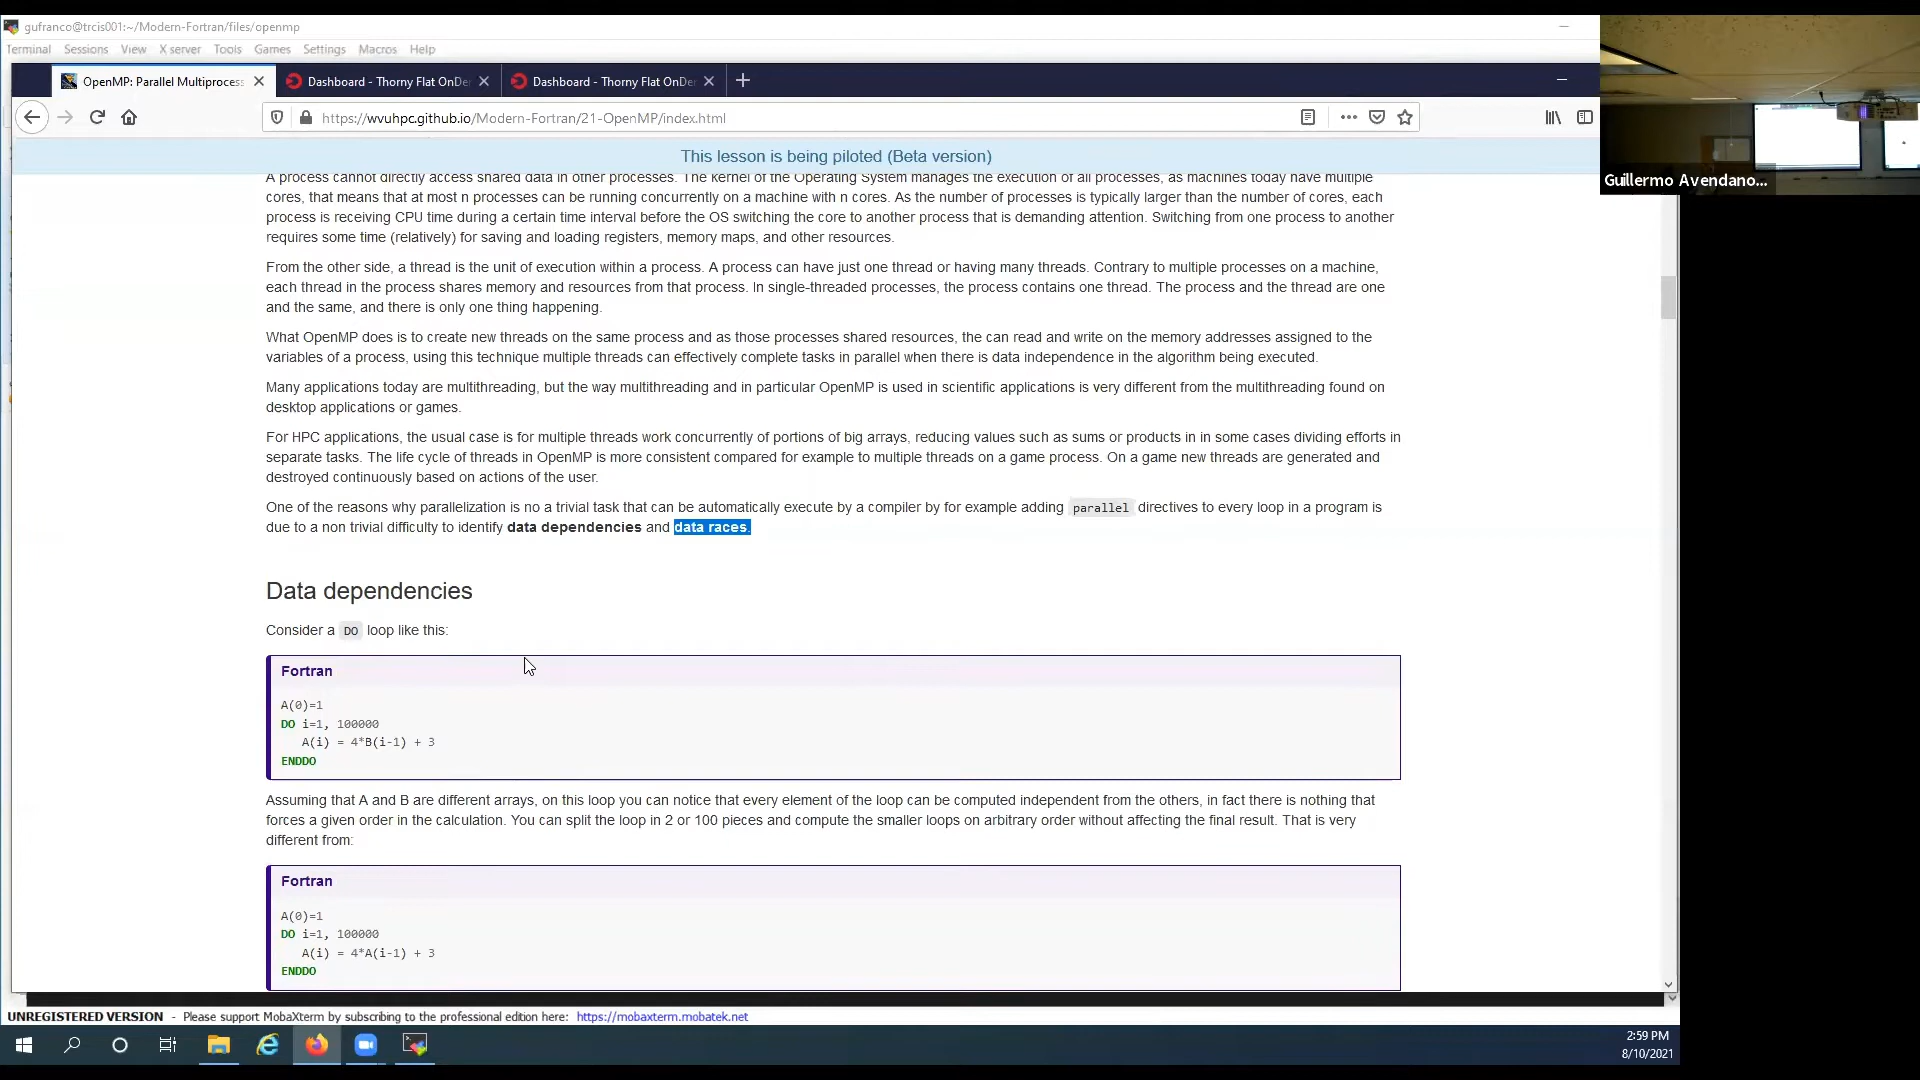 gufranco@trcis001:~/Modern-Fortran/files/openmp
Terminal Sessions View X server Tools Games Settings Macros Help
OpenMP: Parallel Multiprocess
Dashboard - Thorny Flat OnDe
Dashboard - Thorny Flat OnDe
https://wvuhpc.github.io/Modern-Fortran/21-OpenMP/index.html
Guillermo Avendano...
This lesson is being piloted (Beta version)
A process cannot directly access shared data in other processes. The kernel of the Operating System manages the execution of all processes, as machines today have multiple
cores, that means that at most n processes can be running concurrently on a machine with n cores. As the number of processes is typically larger than the number of cores, each
process is receiving CPU time during a certain time interval before the OS switching the core to another process that is demanding attention. Switching from one process to another
requires some time (relatively) for saving and loading registers, memory maps, and other resources.
From the other side, a thread is the unit of execution within a process. A process can have just one thread or having many threads. Contrary to multiple processes on a machine,
each thread in the process shares memory and resources from that process. In single-threaded processes, the process contains one thread. The process and the thread are one
and the same, and there is only one thing happening.
What OpenMP does is to create new threads on the same process and as those processes shared resources, the can read and write on the memory addresses assigned to the
variables of a process, using this technique multiple threads can effectively complete tasks in parallel when there is data independence in the algorithm being executed.
Many applications today are multithreading, but the way multithreading and in particular OpenMP is used in scientific applications is very different from the multithreading found on
desktop applications or games.
For HPC applications, the usual case is for multiple threads work concurrently of portions of big arrays, reducing values such as sums or products in in some cases dividing efforts in
separate tasks. The life cycle of threads in OpenMP is more consistent compared for example to multiple threads on a game process. On a game new threads are generated and
destroyed continuously based on actions of the user.
One of the reasons why parallelization is no a trivial task that can be automatically execute by a compiler by for example adding parallel directives to every loop in a program is
due to a non trivial difficulty to identify data dependencies and data races.
Data dependencies
Consider a DO loop like this:
Fortran
A(0)=1
DO i=1, 100000
A(i) = 4*B(i-1) + 3
ENDDO
Assuming that A and B are different arrays, on this loop you can notice that every element of the loop can be computed independent from the others, in fact there is nothing that
forces a given order in the calculation. You can split the loop in 2 or 100 pieces and compute the smaller loops on arbitrary order without affecting the final result. That is very
different from:
Fortran
A(0)=1
DO i=1, 100000
A(i) = 4*A(i-1) + 3
ENDDO
UNREGISTERED VERSION - Please support MobaXterm by subscribing to the professional edition here: https://mobaxterm.mobatek.net
2:59 PM
8/10/2021